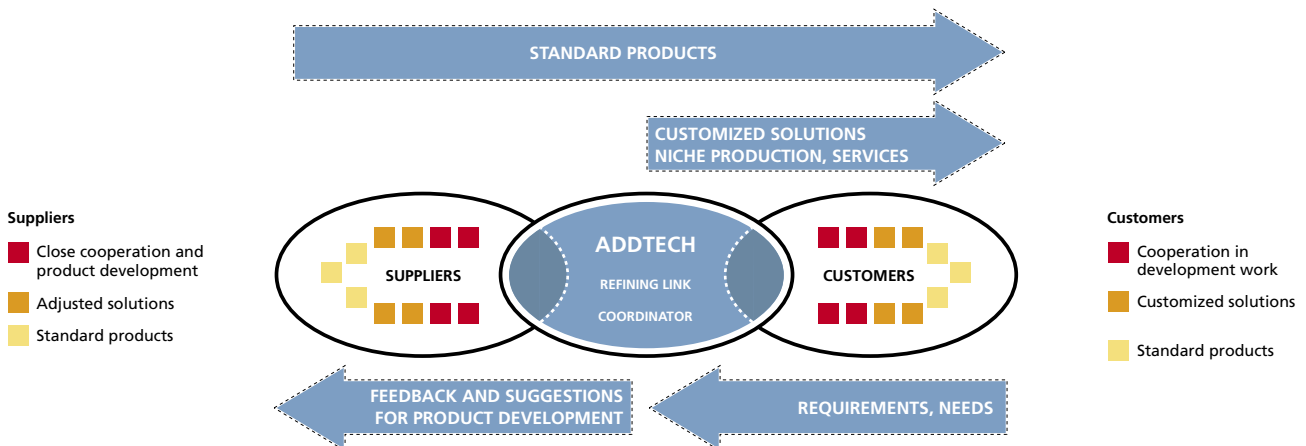 STANDARD PRODUCTS
CUSTOMIZED SOLUTIONS
NICHE PRODUCTION, SERVICES
Suppliers
Close cooperation and
product development
Adjusted solutions
Standard products
SUPPLIERS
ADDTECH
REFINING LINK
COORDINATOR
CUSTOMERS
Customers
Cooperation in
development work
Customized solutions
Standard products
FEEDBACK AND SUGGESTIONS
FOR PRODUCT DEVELOPMENT
REQUIREMENTS, NEEDS